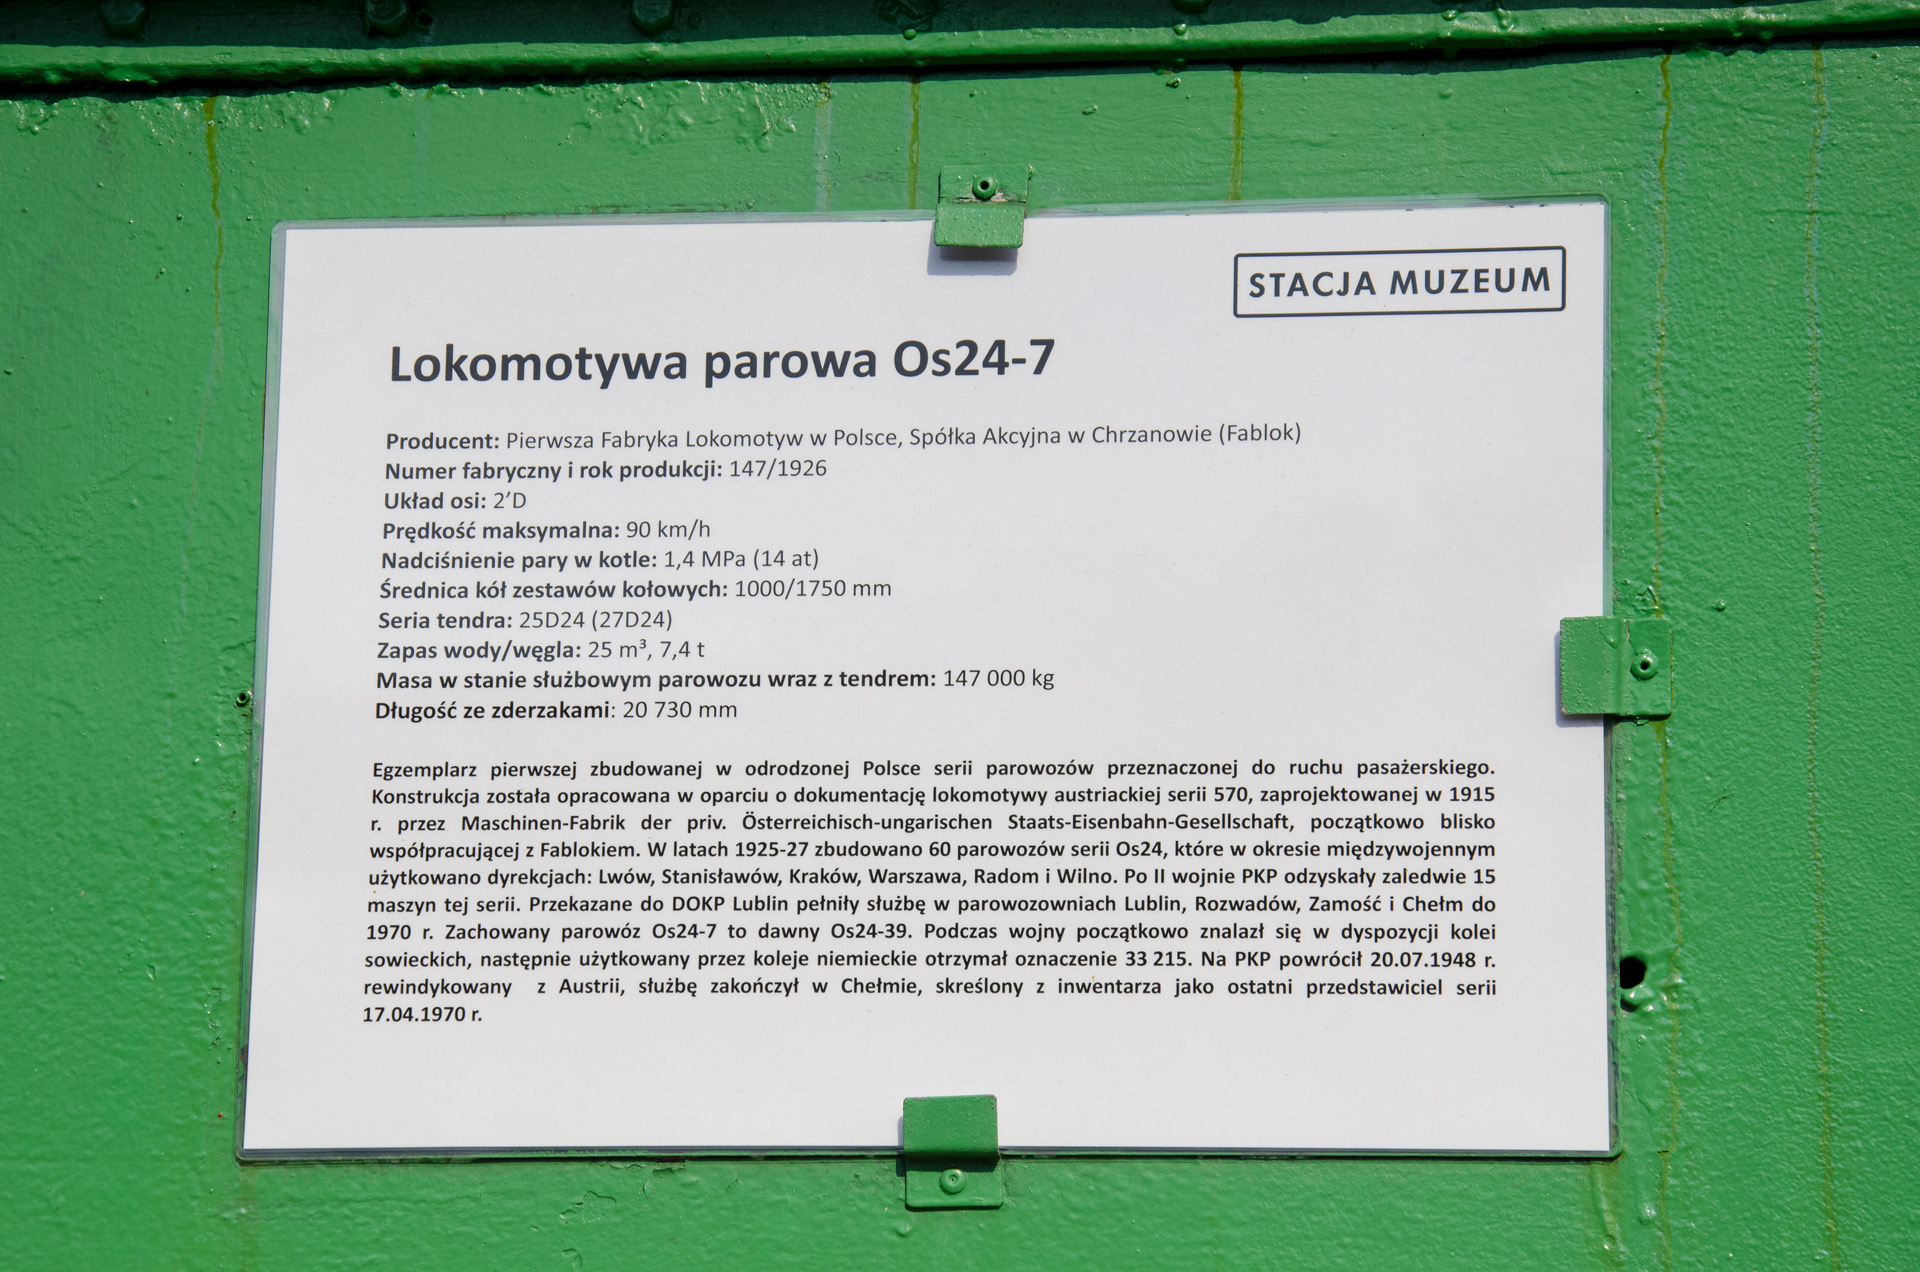 STACJA MUZEUM
Lokomotywa parowa Os24-7
Producent: Pierwsza Fabryka Lokomotyw w Polsce, Spółka Akcyjna w Chrzanowie (Fablok)
Numer fabryczny i rok produkcji: 147/1926
Układ osi: 2’D
Prędkość maksymalna: 90 km/h
Nadciśnienie pary w kotle: 1,4 MPa (14 at)
Średnica kół zestawów kołowych: 1000/1750 mm
Seria tendra: 25D24 (27D24)
Zapas wody/węgla: 25 m³, 7,4 t
Masa w stanie służbowym parowozu wraz z tendrem: 147 000 kg
Długość ze zderzakami: 20 730 mm
Egzemplarz pierwszej zbudowanej w odrodzonej Polsce serii parowozów przeznaczonej do ruchu pasażerskiego.
Konstrukcja została opracowana w oparciu o dokumentację lokomotywy austriackiej serii 570, zaprojektowanej w 1915
r. przez Maschinen-Fabrik der priv. Österreichisch-ungarischen Staats-Eisenbahn-Gesellschaft, początkowo blisko
współpracującej z Fablokiem. W latach 1925-27 zbudowano 60 parowozów serii Os24, które w okresie międzywojennym
użytkowano dyrekcjach: Lwów, Stanisławów, Kraków, Warszawa, Radom i Wilno. Po II wojnie PKP odzyskały zaledwie 15
maszyn tej serii. Przekazane do DOKP Lublin pełniły służbę w parowozowniach Lublin, Rozwadów, Zamość i Chełm do
1970 r. Zachowany parowóz Os24-7 to dawny Os24-39. Podczas wojny początkowo znalazł się w dyspozycji kolei
sowieckich, następnie użytkowany przez koleje niemieckie otrzymał oznaczenie 33 215. Na PKP powrócił 20.07.1948 r.
rewindykowany z Austrii, służbę zakończył w Chełmie, skreślony z inwentarza jako ostatni przedstawiciel serii
17.04.1970 r.